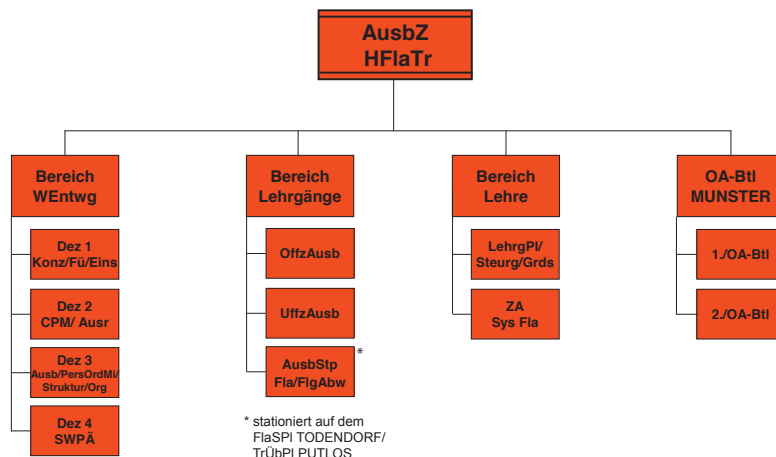 AusbZ
HFlaTr
Bereich
WEntwg
Dez 1
Konz/Fü/Eins
Dez 2
CPM/ Ausr
Dez 3
Ausb/PersOrdMi/
Struktur/Org
Dez 4
SWPÄ
Bereich
Lehrgänge
OffzAusb
UffzAusb
AusbStp
Fla/FlgAbw
*
* stationiert auf dem
FlaSPl TODENDORF/
TrÜbPl PUTLOS
Bereich
Lehre
LehrgPl/
Steurg/Grds
ZA
Sys Fla
OA-Btl
MUNSTER
1./OA-Btl
2./OA-Btl